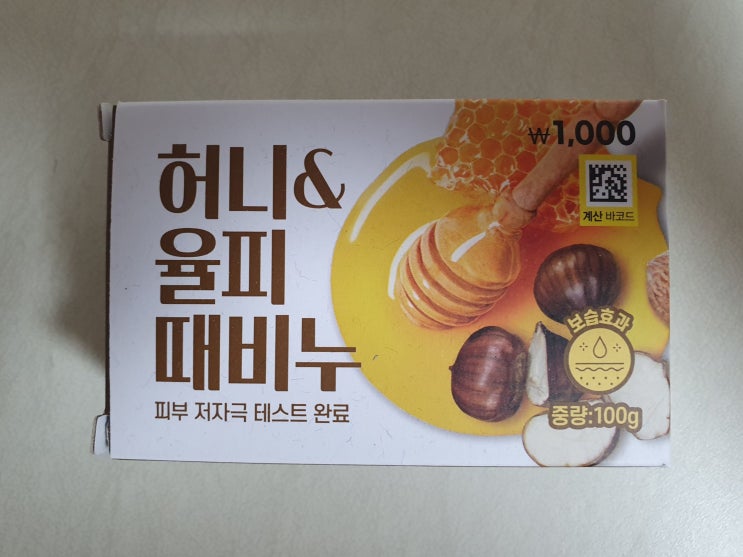 허니&
율피
때비누
피부 저자극 테스트 완료
₩1,000
계산 바코드
보습효과
중량:100g